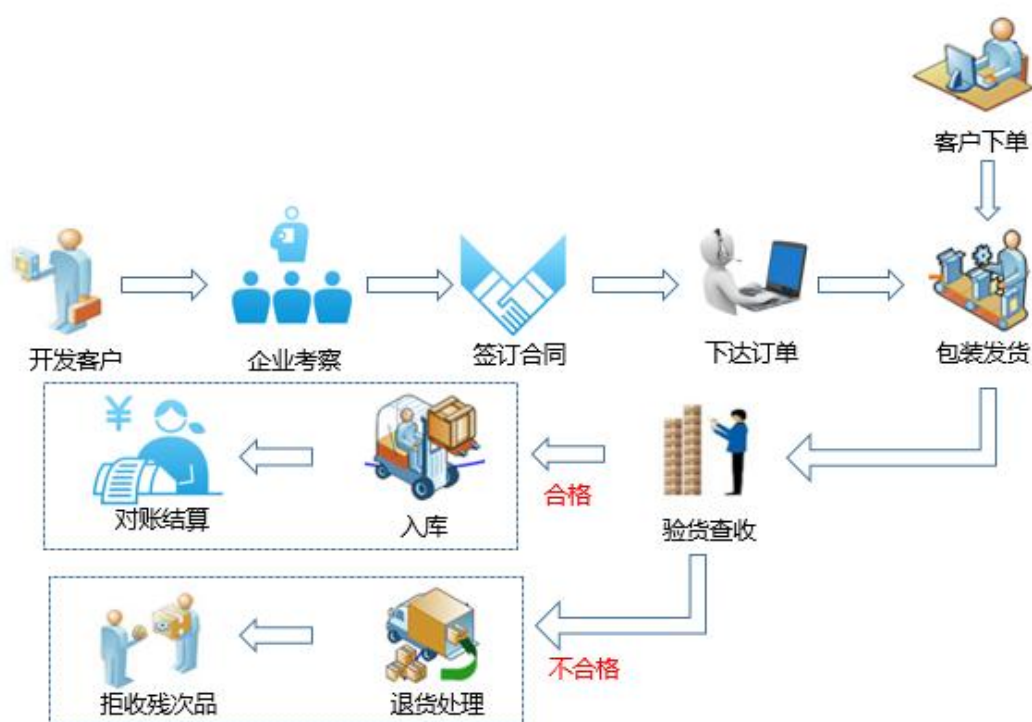 客户下单
开发客户
企业考察
签订合同
下达订单
包装发货
¥
对账结算
入库
合格
验货查收
拒收残次品
退货处理
不合格